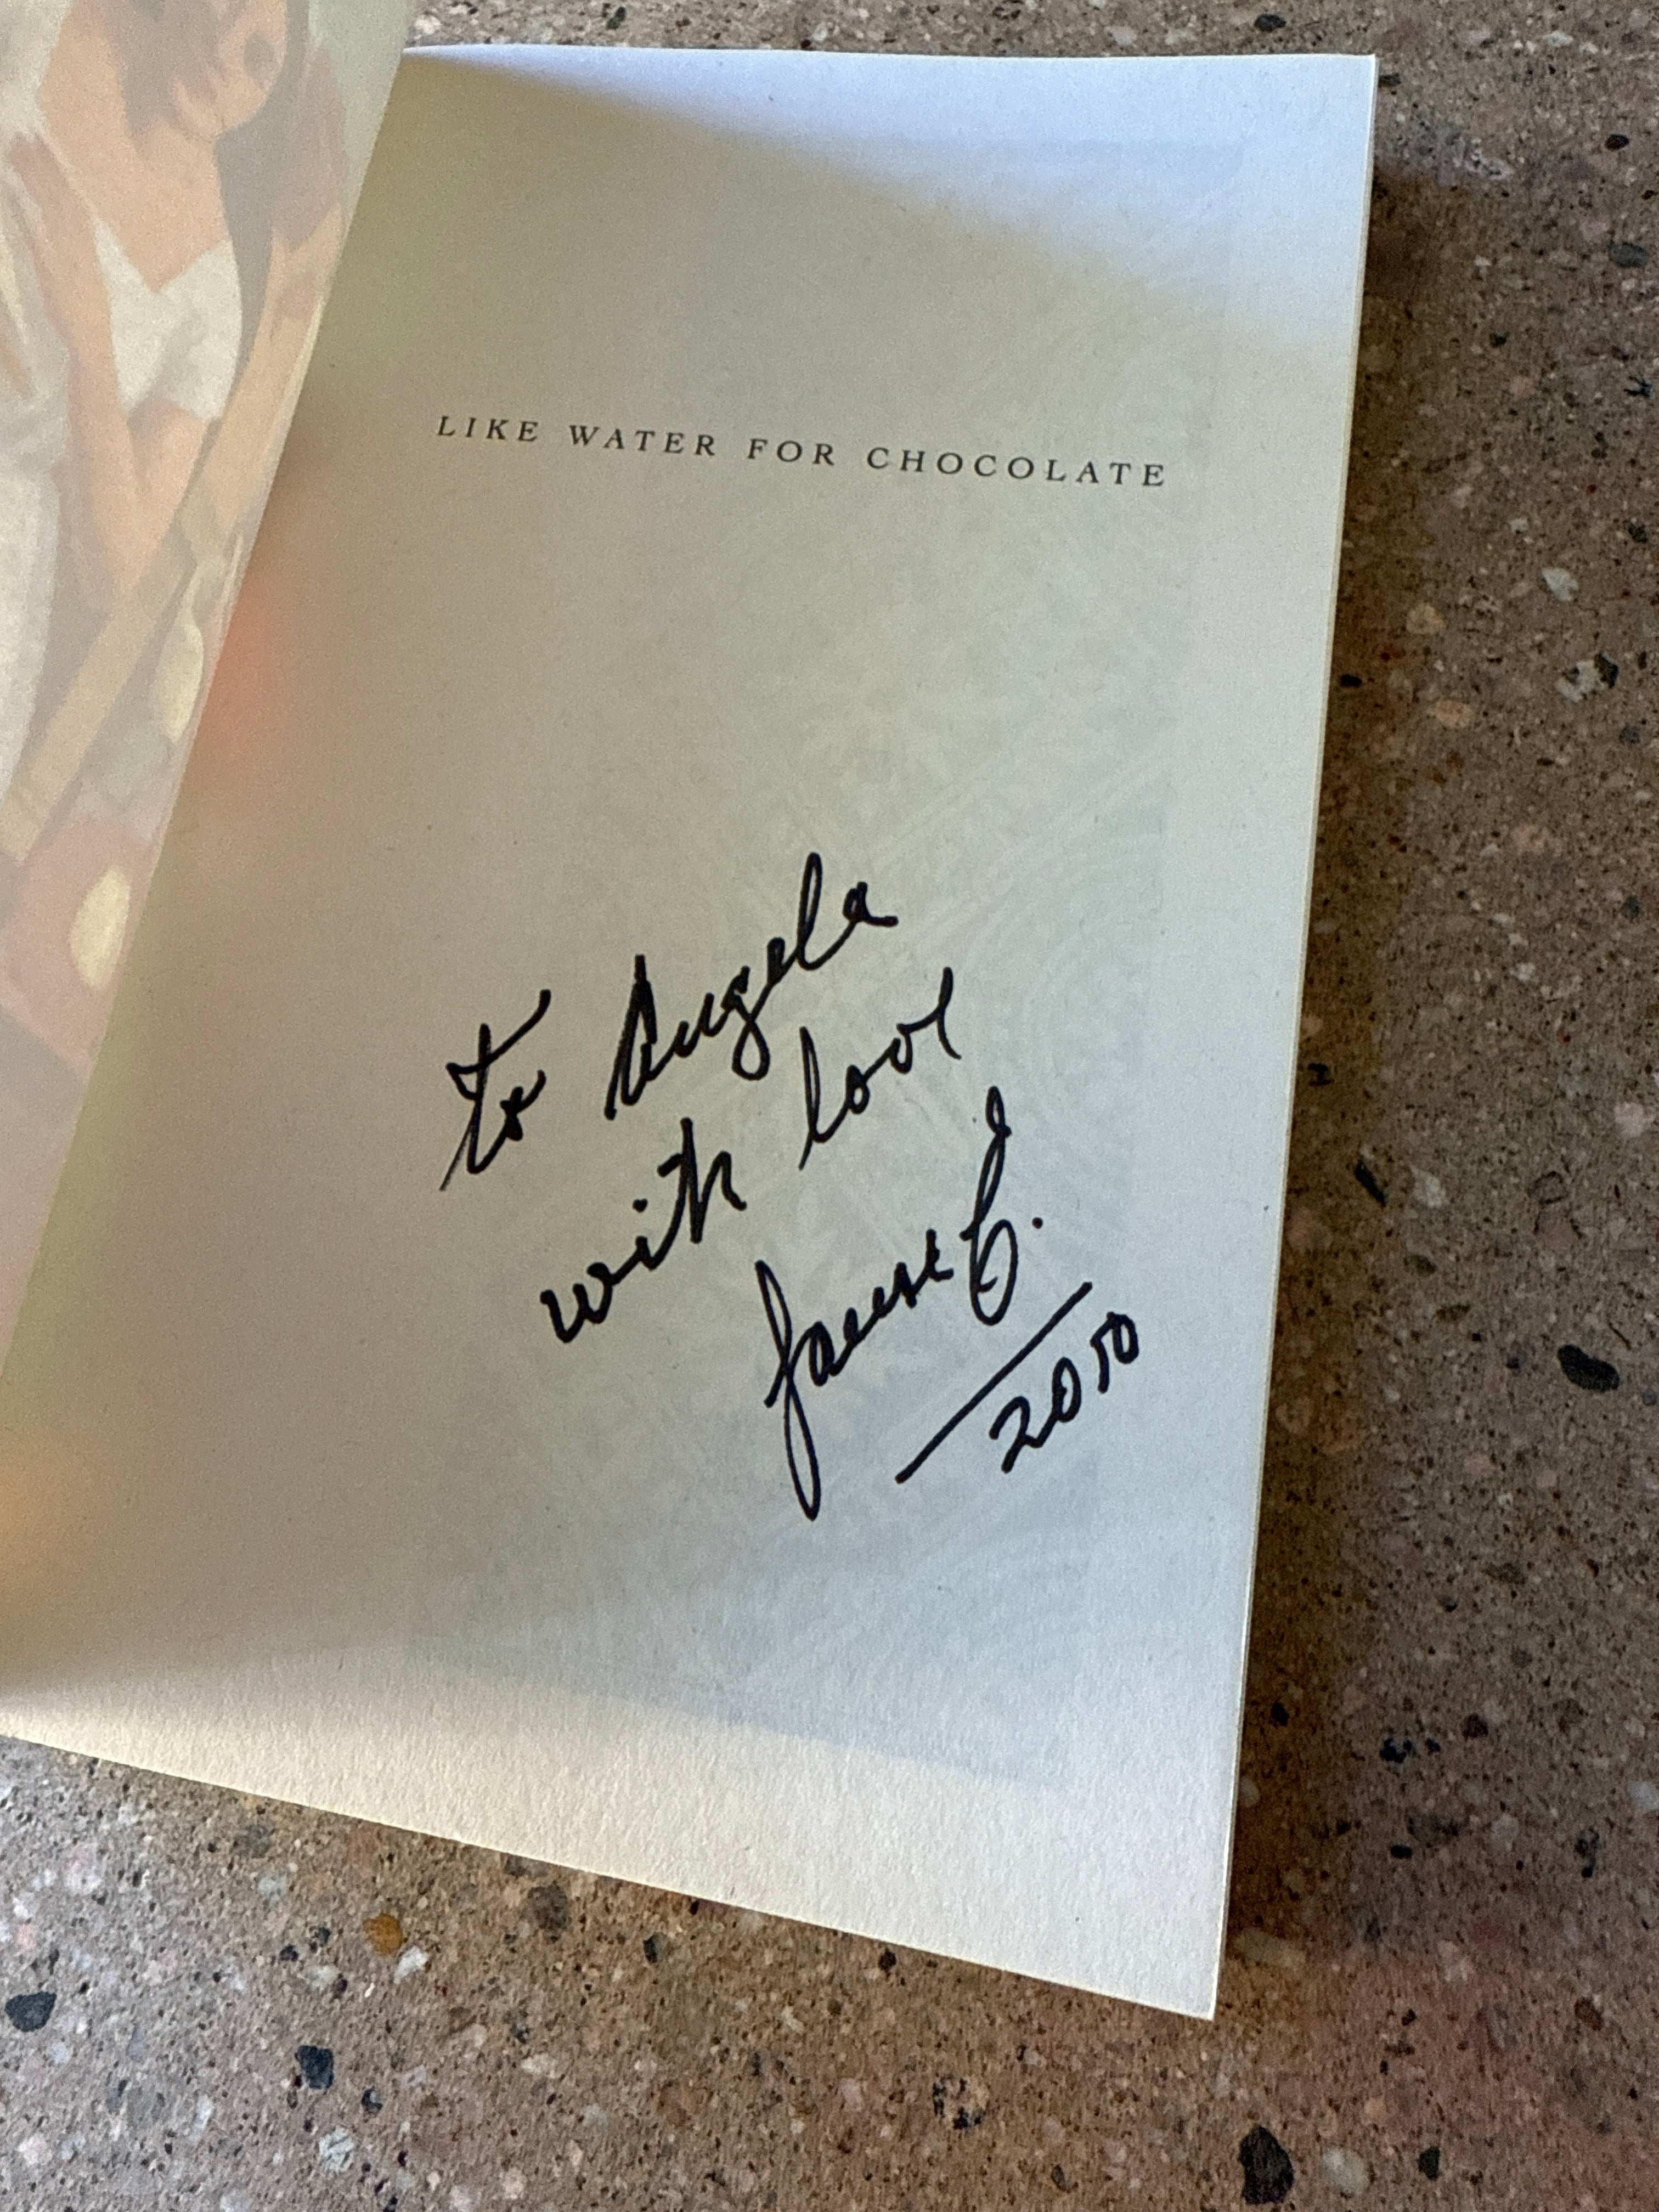 LIKE WATER FOR CHOCOLATE
to Angela
with love
2010